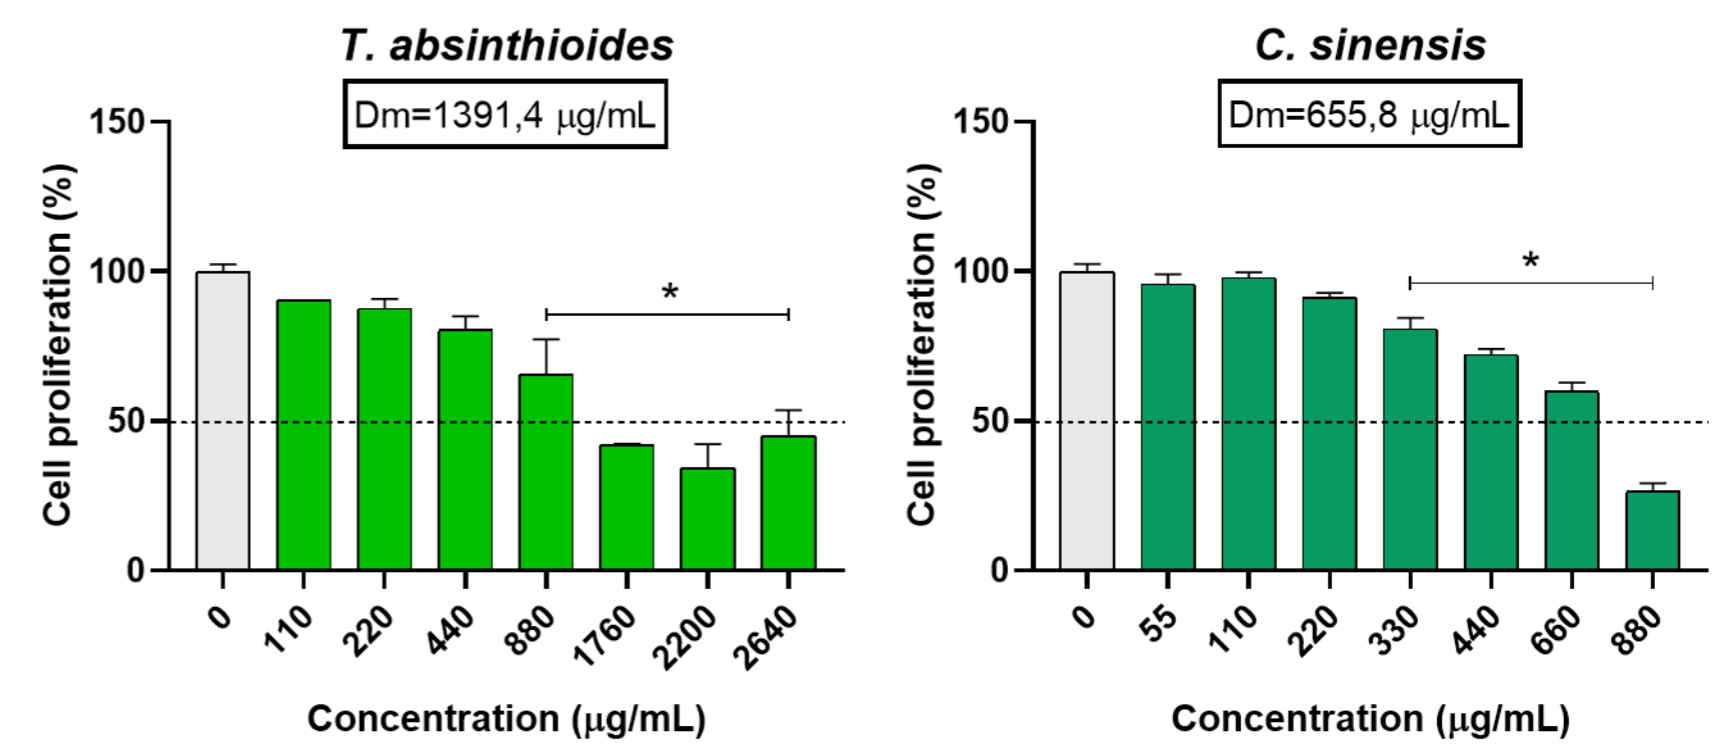 T. absinthioides
Dm=1391,4 μg/mL
Cell proliferation (%)
150
100
50
0
*
0 110 220 440 880 1760 2200 2640
Concentration (μg/mL)
C. sinensis
Dm=655,8 μg/mL
Cell proliferation (%)
150
100
50
0
*
0 55 110 220 330 440 660 880
Concentration (μg/mL)